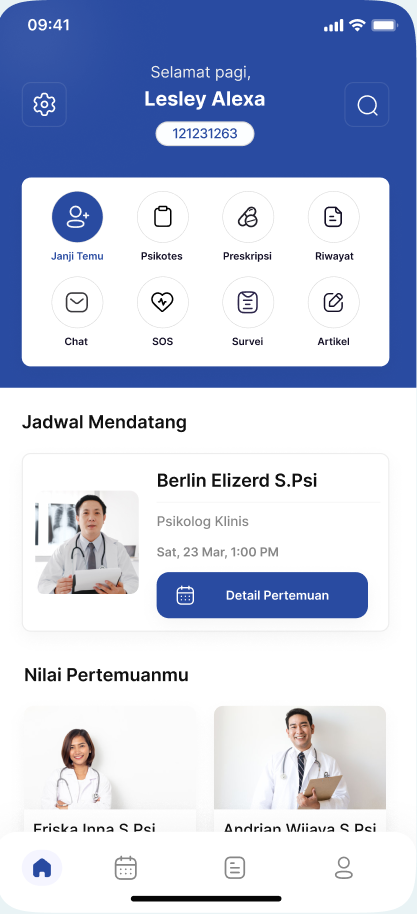 09:41
Selamat pagi,
Lesley Alexa
121231263
Janji Temu
Psikotes
Preskripsi
Riwayat
Chat
SOS
Survei
Artikel
Jadwal Mendatang
Berlin Elizerd S.Psi
Psikolog Klinis
Sat, 23 Mar, 1:00 PM
Detail Pertemuan
Nilai Pertemuanmu
Friska Inna S.Psi
Andrian Wijaya S.Psi